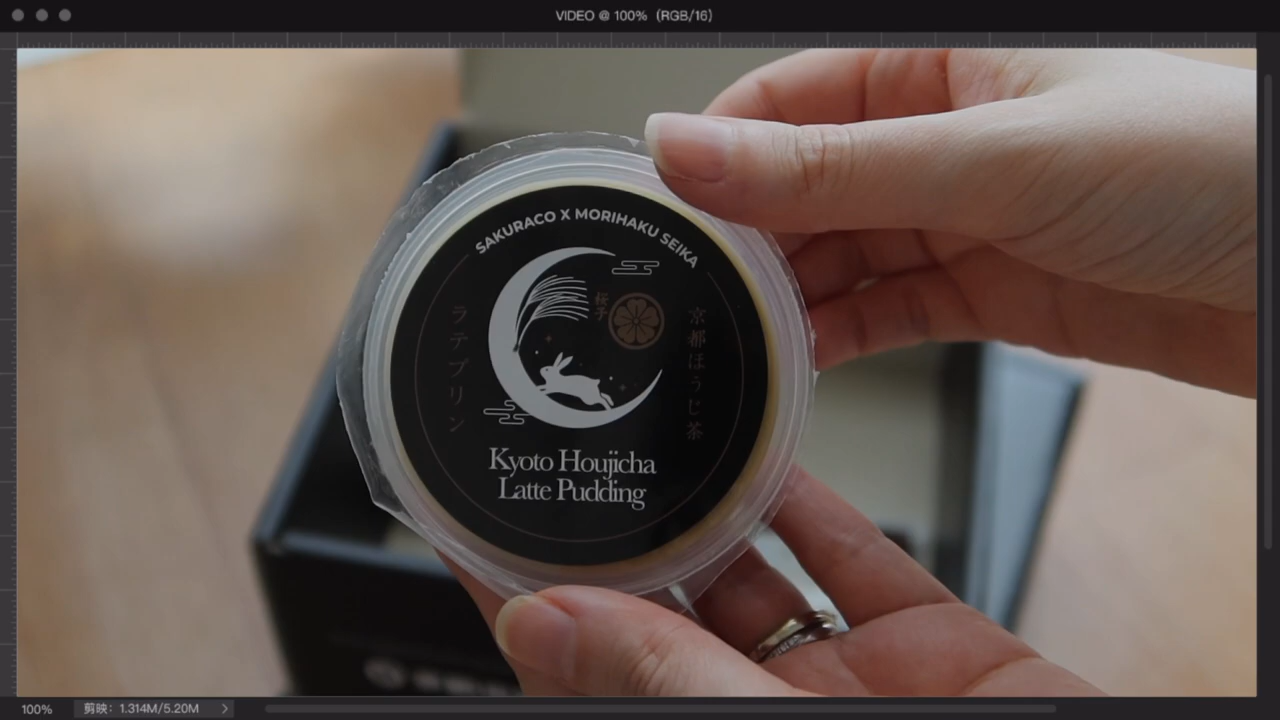 VIDEO @ 100% (RGB/16)
SAKURACO X MORIHAKU SEIKA
桜子
京都ほうじ茶
ラテプリン
Kyoto Houjicha
Latte Pudding
100%
剪映: 1.314M/5.20M